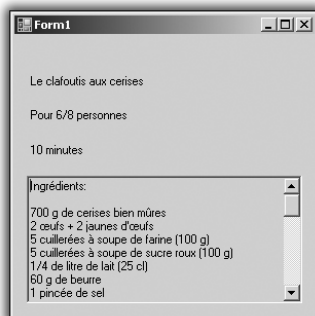 Form1
Le clafoutis aux cerises
Pour 6/8 personnes
10 minutes
Ingrédients:
700 g de cerises bien mûres
2 œufs + 2 jaunes d'œufs
5 cuillerées à soupe de farine (100 g)
5 cuillerées à soupe de sucre roux (100 g)
1/4 de litre de lait (25 cl)
60 g de beurre
1 pincée de sel